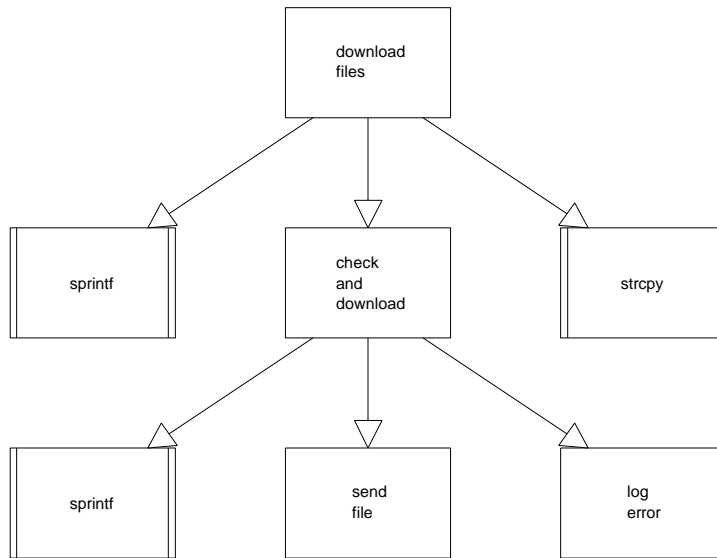 download
files
sprintf
check
and
download
strcpy
sprintf
send
file
log
error